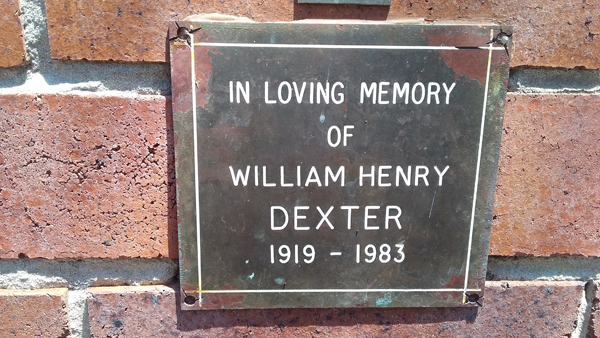 IN LOVING MEMORY
OF
WILLIAM HENRY
DEXTER
1919 - 1983